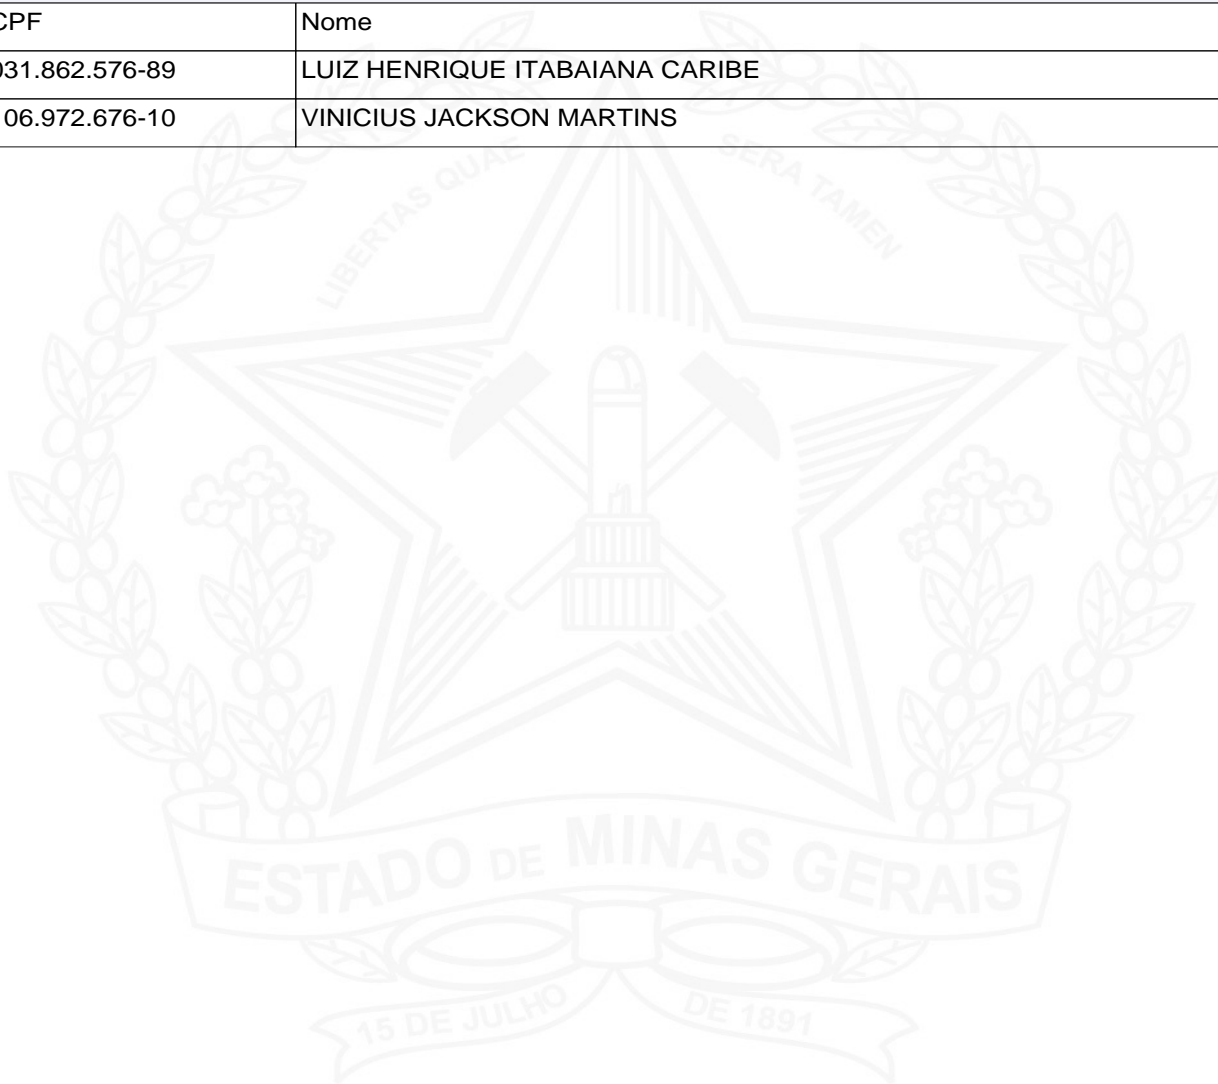 CPF Nome
031.862.576-89 LUIZ HENRIQUE ITABAIANA CARIBE
06.972.676-10 VINICIUS JACKSON MARTINS
LIBERTAS QUAE SERA TAMEN
ESTADO DE MINAS GERAIS
15 DE JULHO DE 1891